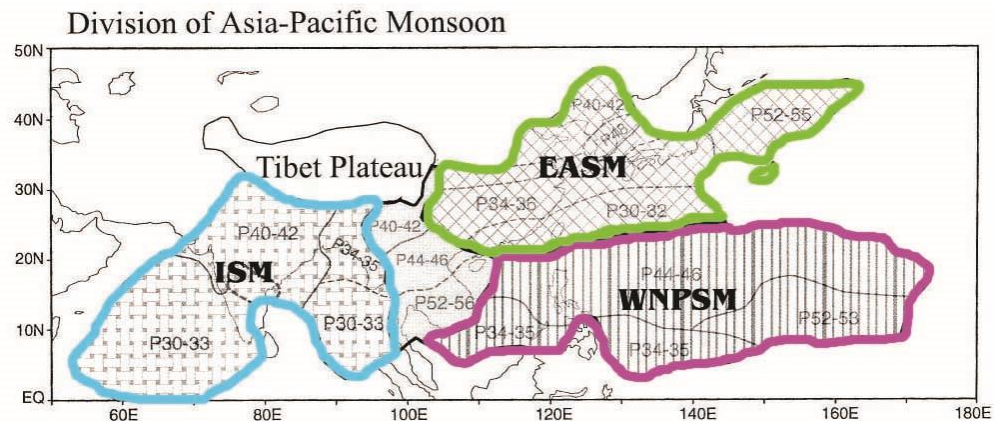 Division of Asia-Pacific Monsoon
50N
40N
30N
20N
10N
EQ
60E
80E
100E
120E
140E
160E
180E
Tibet Plateau
P40-42
P48
P52-55
EASM
P34-36
P30-32
P40-42
P40-42
P34-35
P44-46
ISM
P44-46
WNPSM
P52-56
P30-33
P30-33
P34-35
P52-53
P34-35